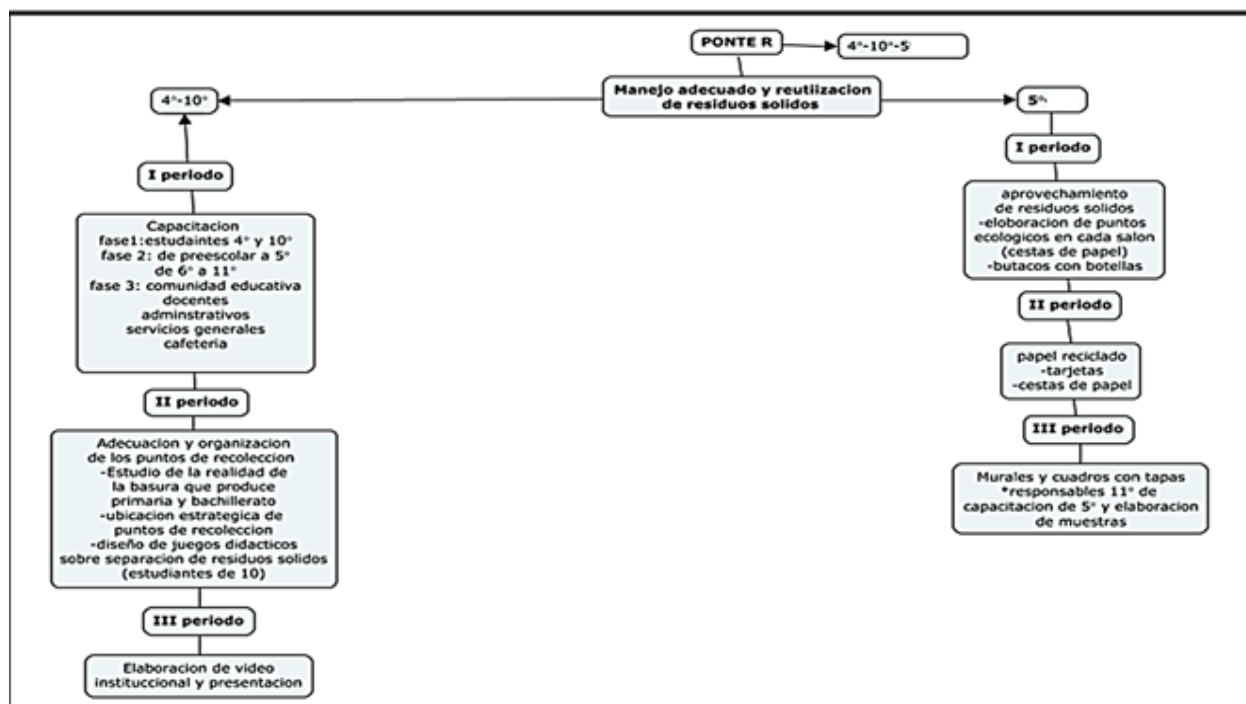 PONTE R
4°-10°-5
Manejo adecuado y reutiizacion
de residuos solidos
4°-10°
I periodo
Capacitacion
fase1:estudaintes 4° y 10°
fase 2: de preescolar a 5°
de 6° a 11°
fase 3: comunidad educativa
docentes
adminstrativos
servicios generales
cafeteria
II periodo
Adecuacion y organizacion
de los puntos de recoleccion
-Estudio de la realidad de
la basura que produce
primaria y bachillerato
-ubicacion estrategica de
puntos de recoleccion
-diseño de juegos didacticos
sobre separacion de residuos solidos
(estudiantes de 10)
III periodo
Elaboracion de video
instituccional y presentacion
5°
I periodo
aprovechamiento
de residuos solidos
-eloboracion de puntos
ecologicos en cada salon
(cestas de papel)
-butacos con botellas
II periodo
papel reciclado
-tarjetas
-cestas de papel
III periodo
Murales y cuadros con tapas
*responsables 11° de
capacitacion de 5° y elaboracion
de muestras